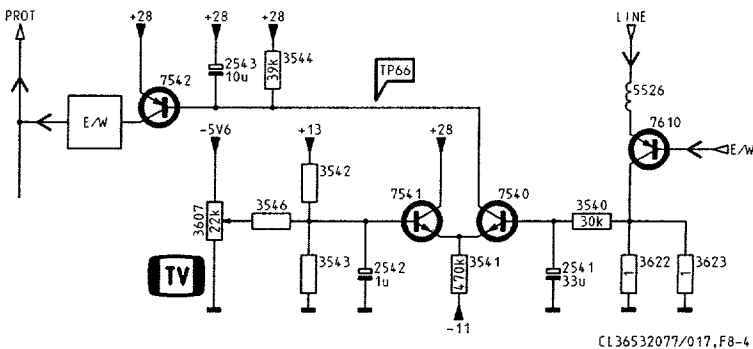 PROT
+28
+28
+28
LINE
2543
10u
3544
39k
TP66
7542
5526
7610
E/W
E/W
-5V6
+13
+28
3542
7541
7540
3607
22k
3546
3540
30k
TV
3543
2542
1u
470k
3541
2541
33u
1
3622
1
3623
-11
CL36532077/017,F8-4